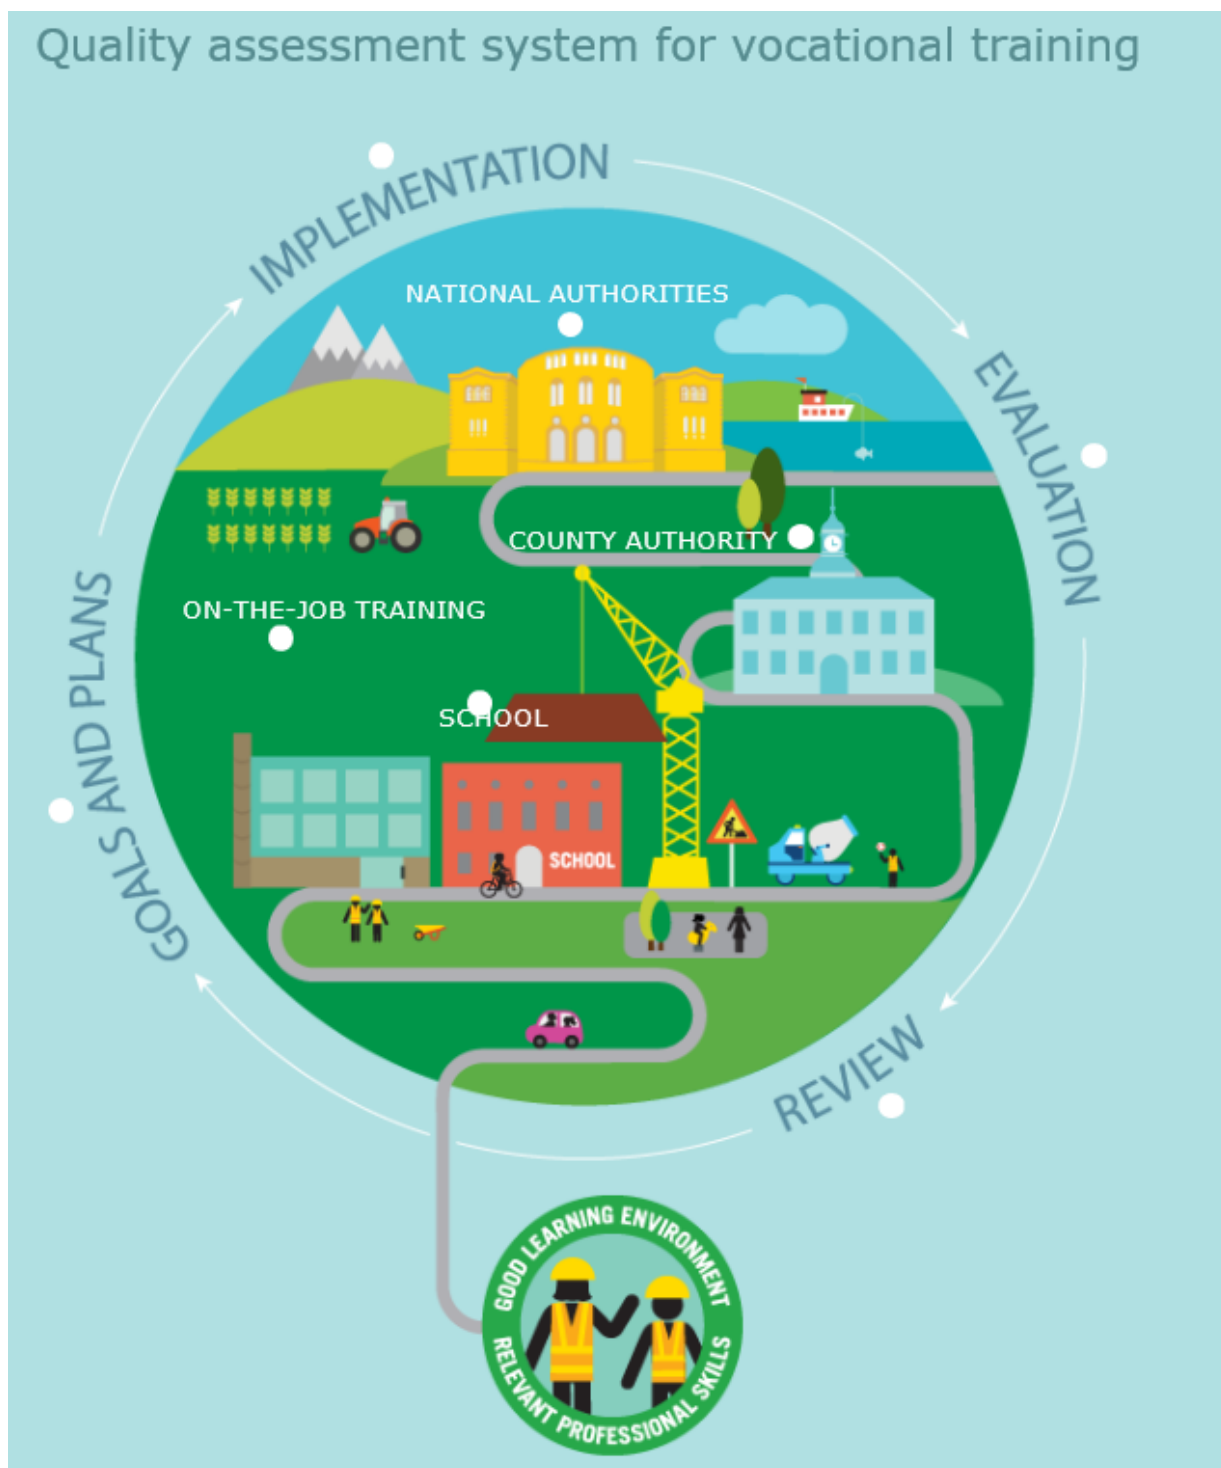 Quality assessment system for vocational training
IMPLEMENTATION
NATIONAL AUTHORITIES
EVALUATION
COUNTY AUTHORITY
GOALS AND PLANS
ON-THE-JOB TRAINING
SCHOOL
SCHOOL
REVIEW
GOOD LEARNING ENVIRONMENT
RELEVANT PROFESSIONAL SKILLS